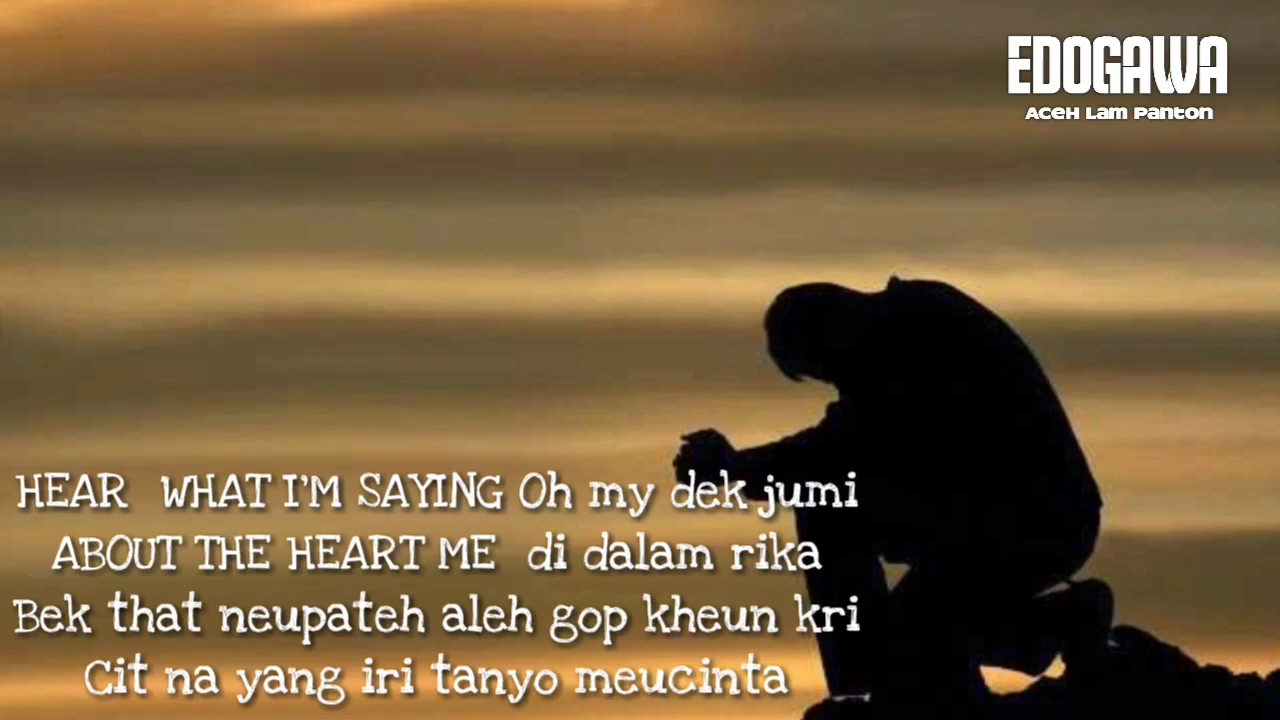 EDOGAWA
Aceh Lam Panton
HEAR WHAT I'M SAYING Oh my dek jumi
ABOUT THE HEART ME di dalam rika
Bek that neupateh aleh gop kheun kri
Cit na yang iri tanyo meucinta